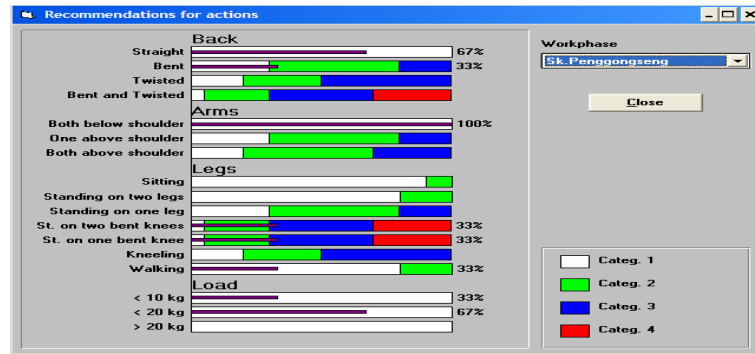 Recommendations for actions
Back
Straight 67%
Bent 33%
Twisted
Bent and Twisted
Arms
Both below shoulder 100%
One above shoulder
Both above shoulder
Legs
Sitting
Standing on two legs
Standing on one leg
St. on two bent knees 33%
St. on one bent knee 33%
Kneeling
Walking 33%
Load
< 10 kg 33%
< 20 kg 67%
> 20 kg
Workphase
Sk.Penggongseng
Close
Categ. 1
Categ. 2
Categ. 3
Categ. 4